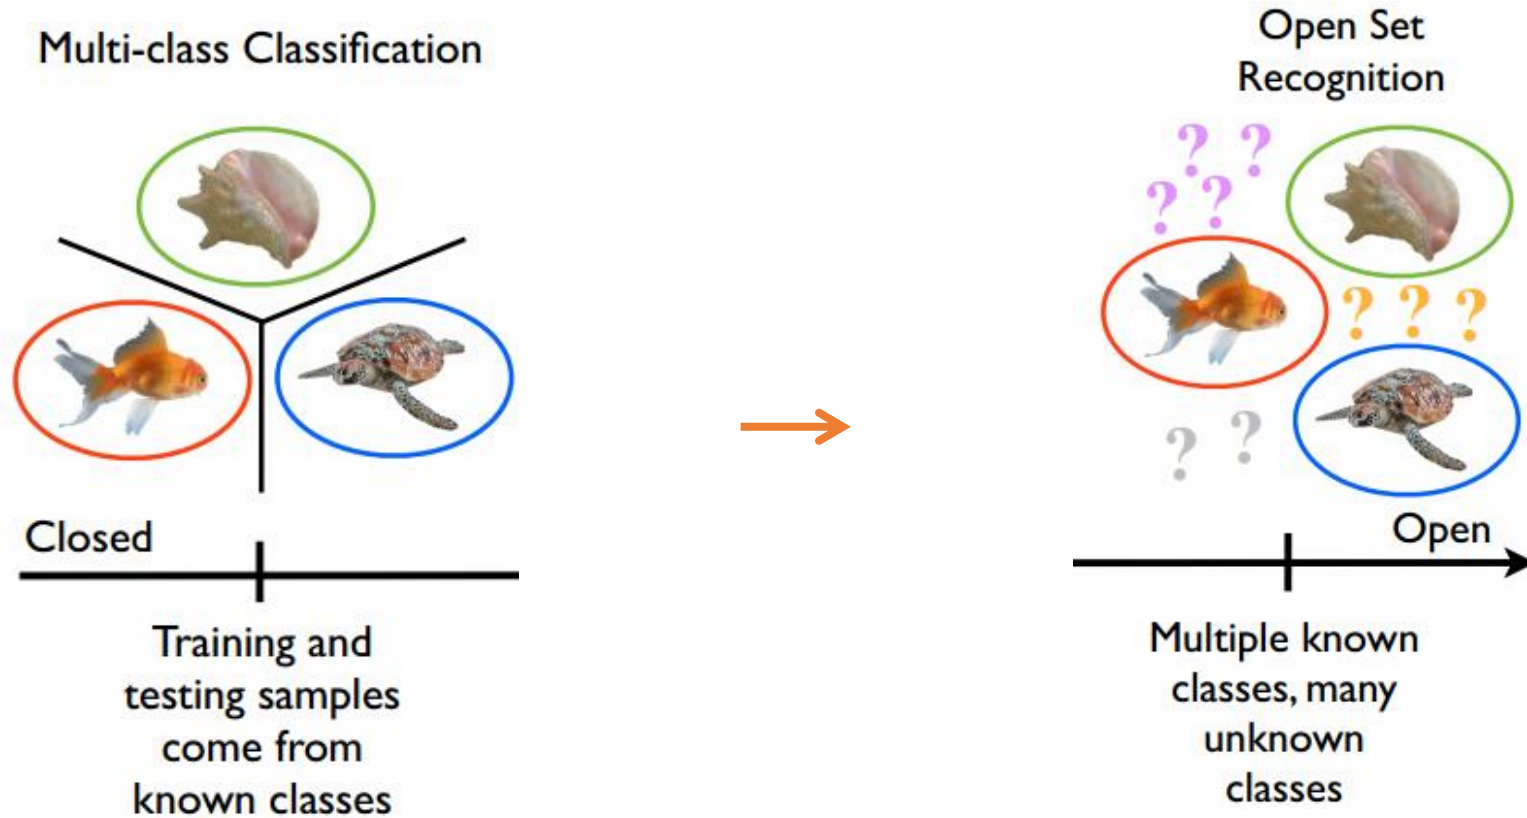 Multi-class Classification
Closed
Training and
testing samples
come from
known classes
Open Set
Recognition
? ?
? ?
? ? ?
? ?
Open
Multiple known
classes, many
unknown
classes